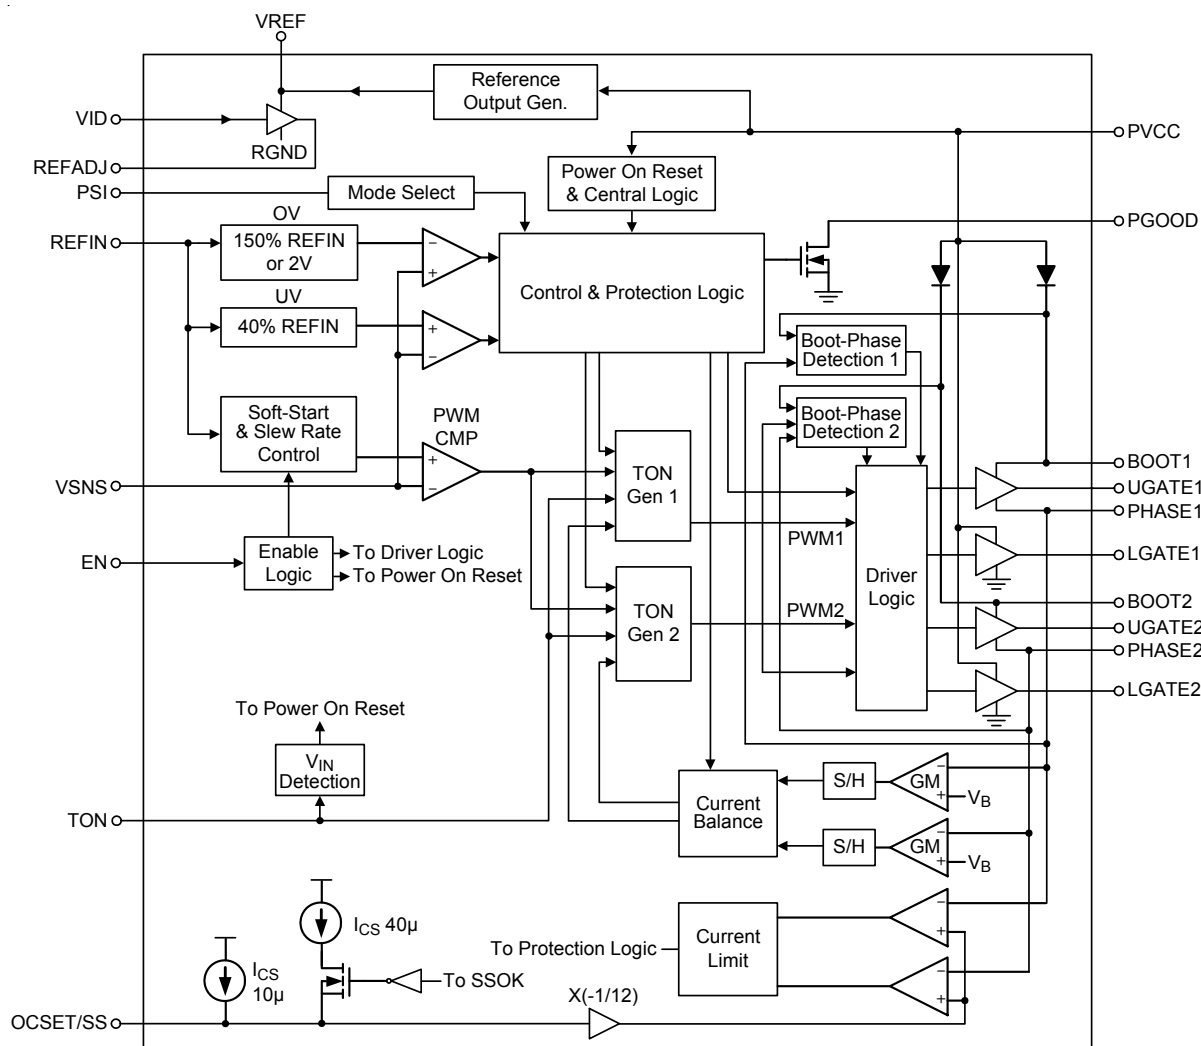 VREF
Reference
Output Gen.
VID
RGND
REFADJ
PVCC
Power On Reset
& Central Logic
PSI
Mode Select
OV
REFIN
150% REFIN
or 2V
−
+
PGOOD
Control & Protection Logic
UV
40% REFIN
+
−
Boot-Phase
Detection 1
Soft-Start
& Slew Rate
Control
PWM
CMP
+
−
Boot-Phase
Detection 2
VSNS
TON
Gen 1
BOOT1
UGATE1
PHASE1
PWM1
EN
Enable
Logic
To Driver Logic
To Power On Reset
LGATE1
Driver
Logic
TON
Gen 2
PWM2
BOOT2
UGATE2
PHASE2
LGATE2
To Power On Reset
VIN
Detection
TON
Current
Balance
S/H
GM
−
+
VB
S/H
GM
−
+
VB
ICS 40µ
ICS
10µ
To SSOK
To Protection Logic
Current
Limit
−
+
−
+
X(-1/12)
OCSET/SS